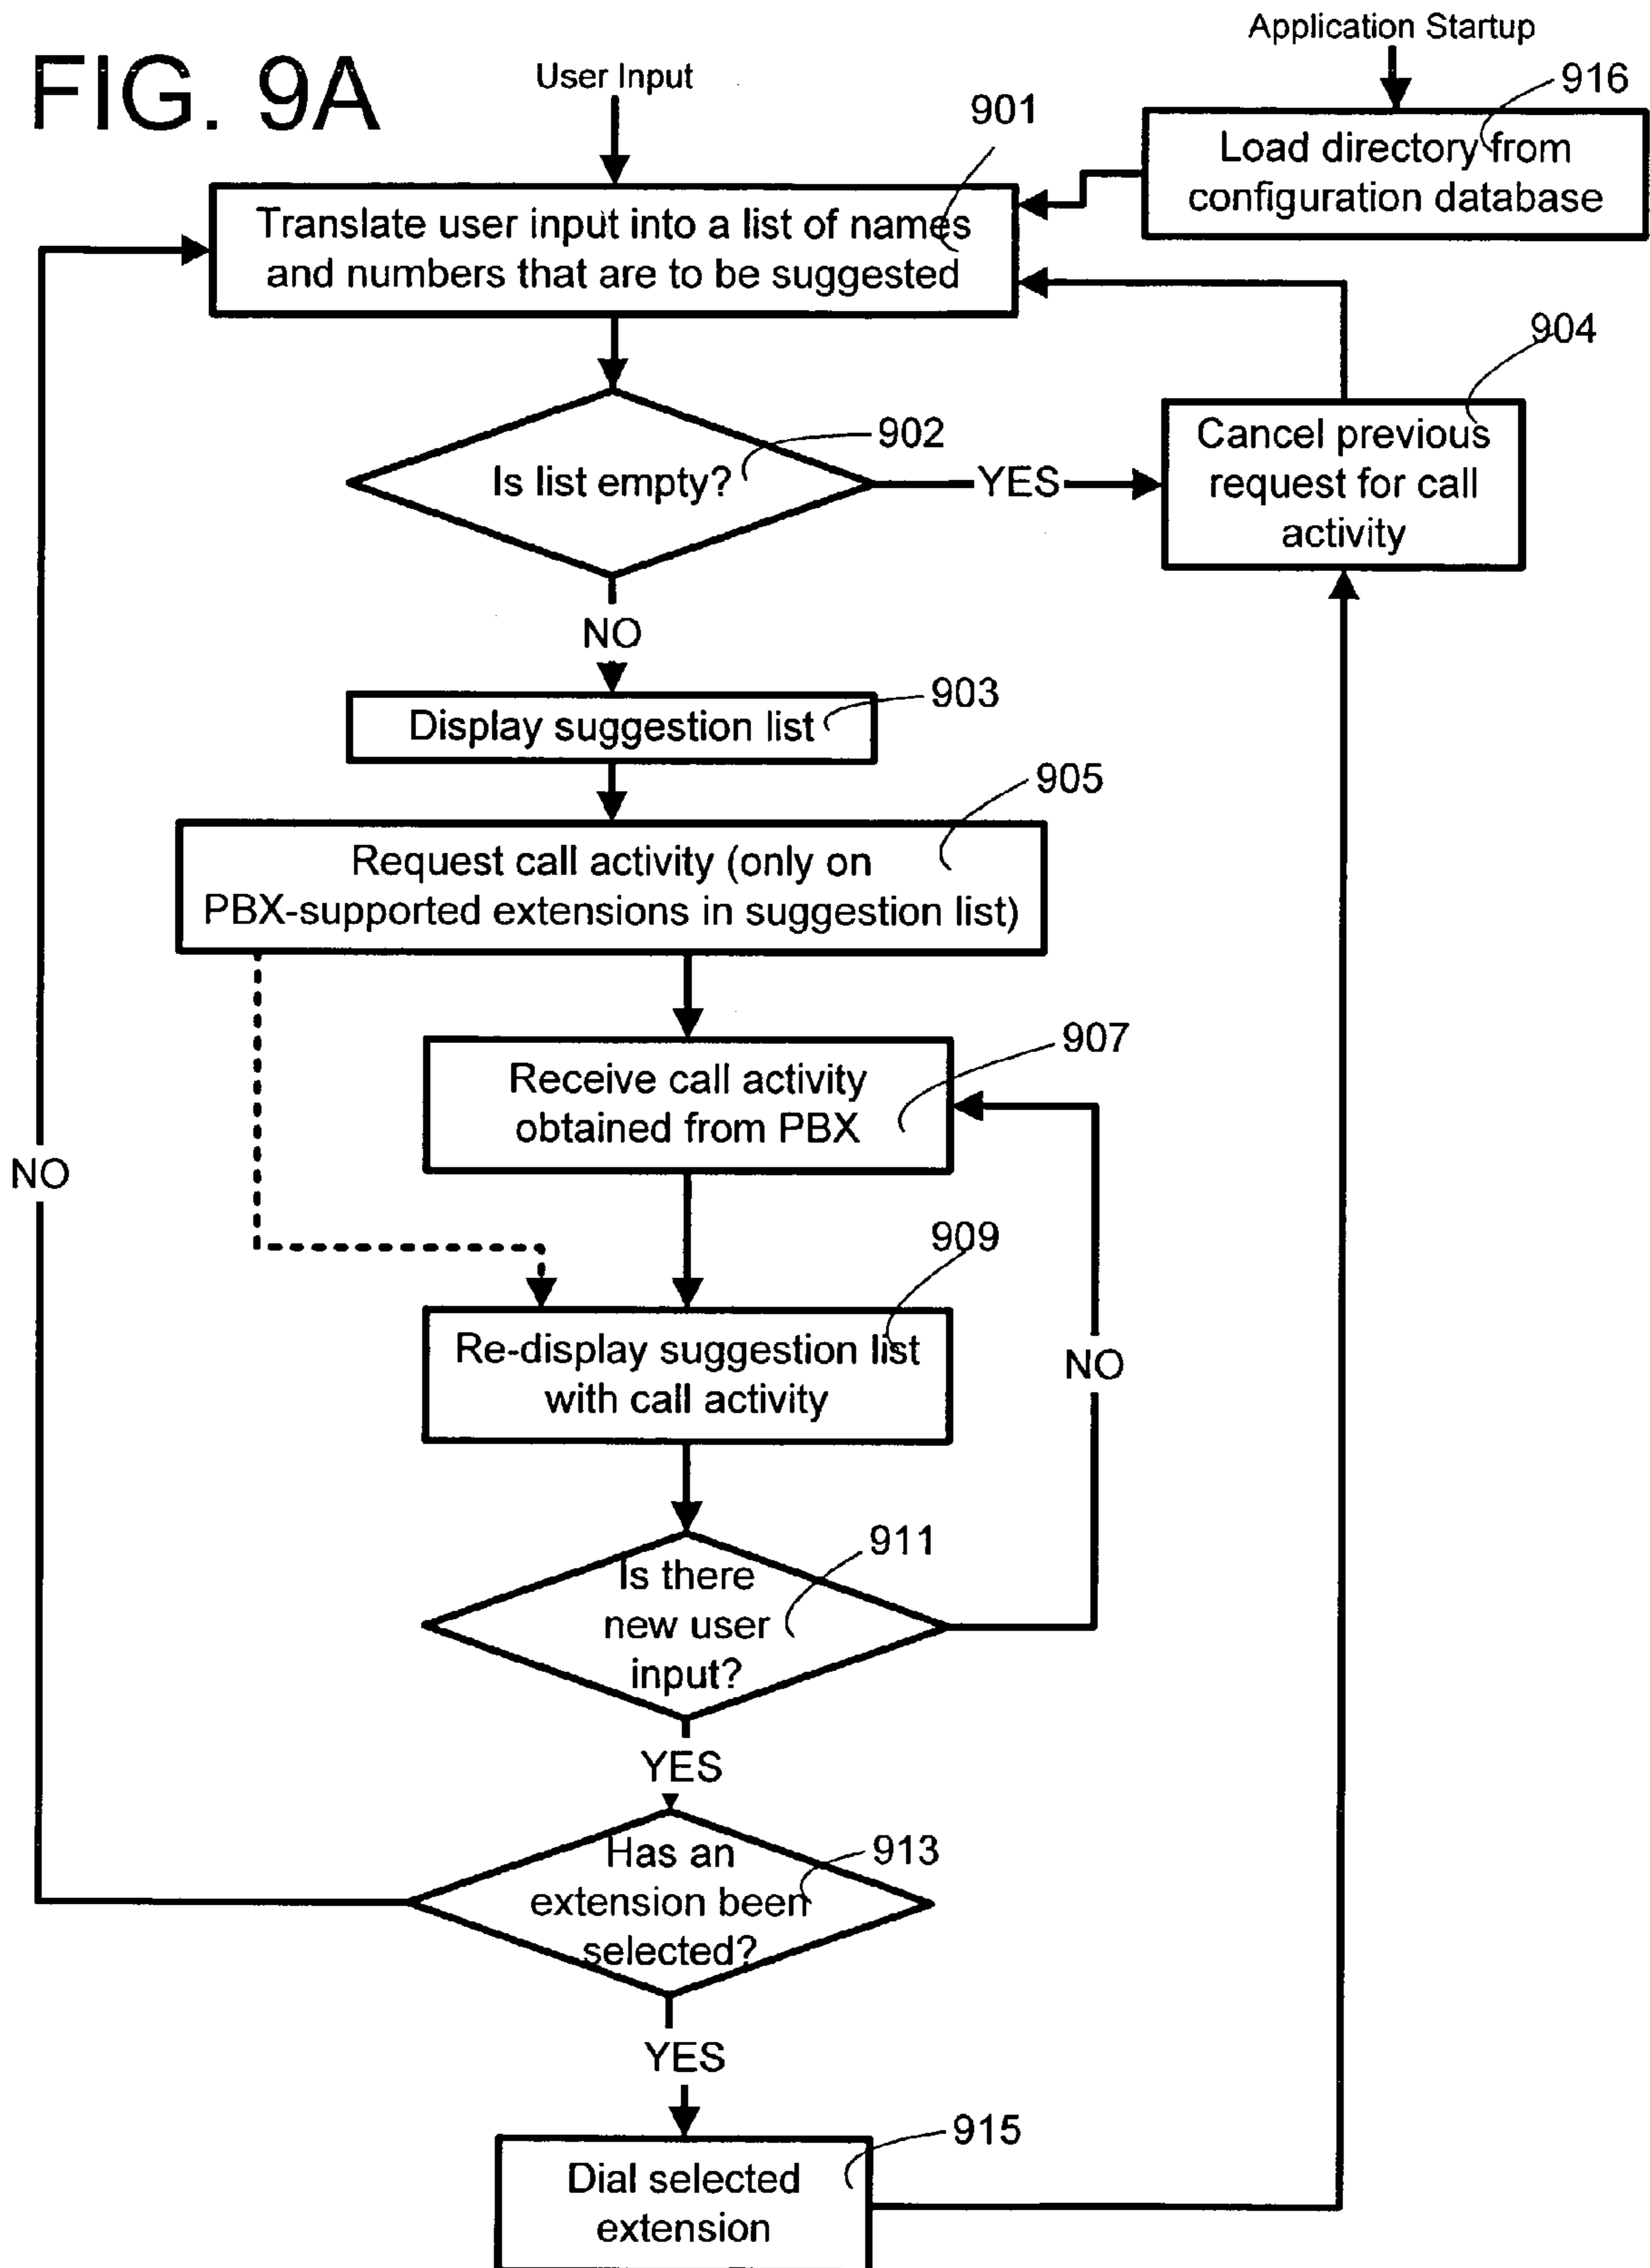 FIG. 9A
Application Startup
User Input
916
901
Load directory from
configuration database
Translate user input into a list of names
and numbers that are to be suggested
904
902
Is list empty?
YES
Cancel previous
request for call
activity
NO
903
Display suggestion list
905
Request call activity (only on
PBX-supported extensions in suggestion list)
907
Receive call activity
obtained from PBX
NO
909
Re-display suggestion list
with call activity
NO
911
Is there
new user
input?
YES
913
Has an
extension been
selected?
YES
915
Dial selected
extension